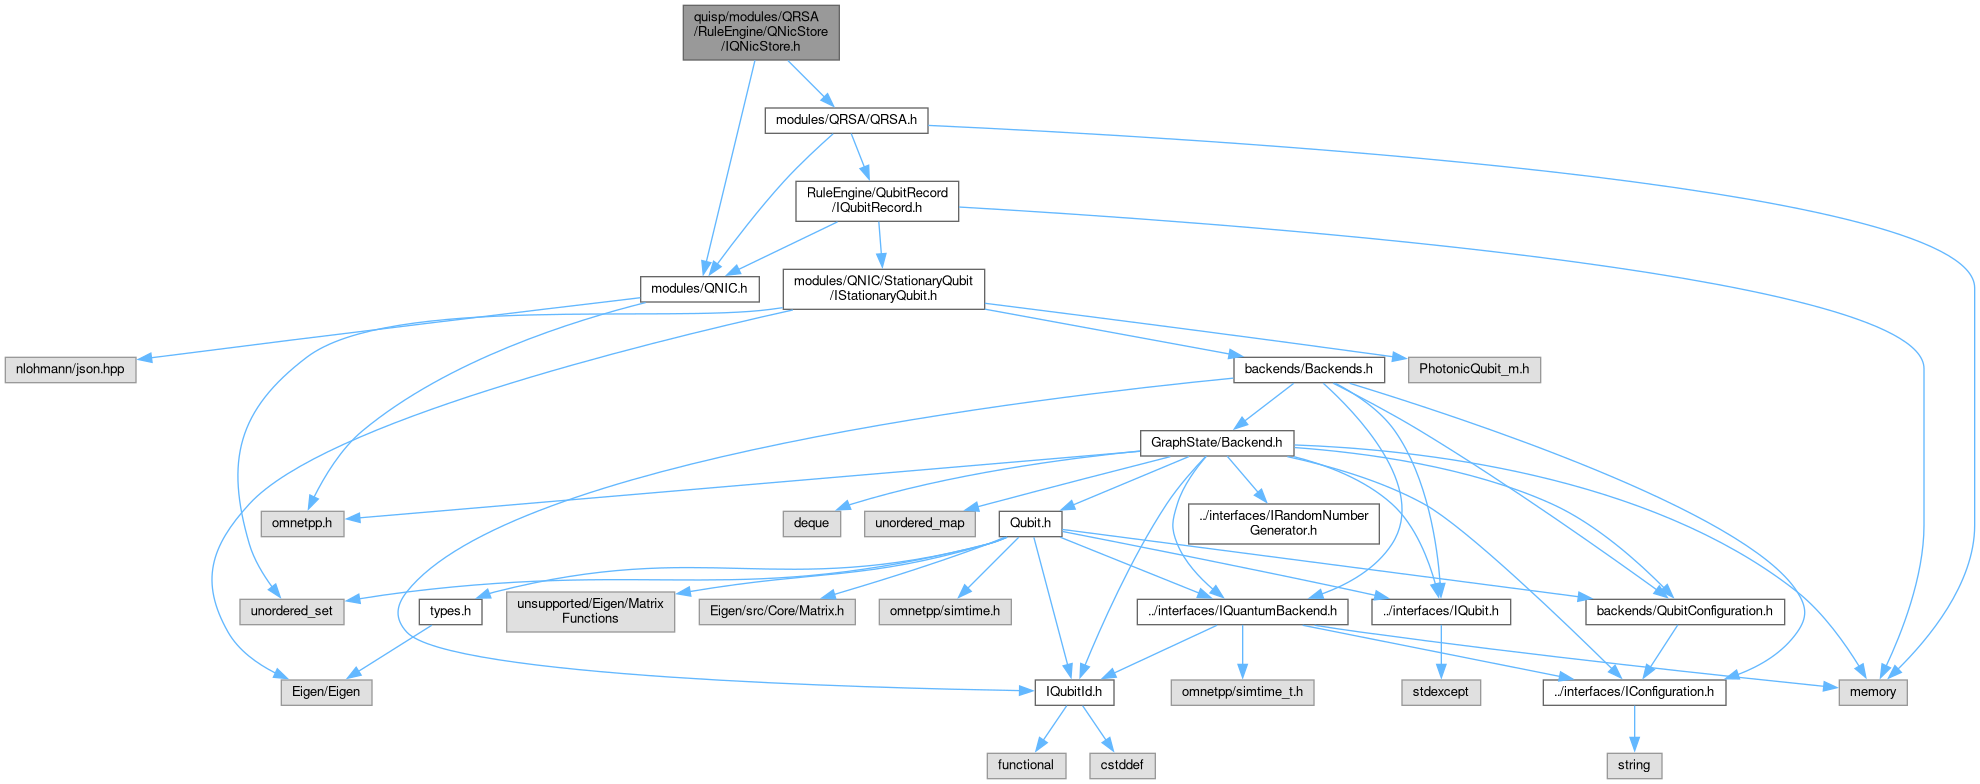 quisp/modules/QRSA
/RuleEngine/QNicStore
/IQNicStore.h
modules/QRSA/QRSA.h
RuleEngine/QubitRecord
/IQubitRecord.h
modules/QNIC.h
modules/QNIC/StationaryQubit
/IStationaryQubit.h
nlohmann/json.hpp
backends/Backends.h
PhotonicQubit_m.h
GraphState/Backend.h
omnetpp.h
deque
unordered_map
Qubit.h
../interfaces/IRandomNumber
Generator.h
unordered_set
types.h
unsupported/Eigen/Matrix
Functions
Eigen/src/Core/Matrix.h
omnetpp/simtime.h
../interfaces/IQuantumBackend.h
../interfaces/IQubit.h
backends/QubitConfiguration.h
Eigen/Eigen
IQubitId.h
omnetpp/simtime_t.h
stdexcept
../interfaces/IConfiguration.h
memory
functional
cstddef
string